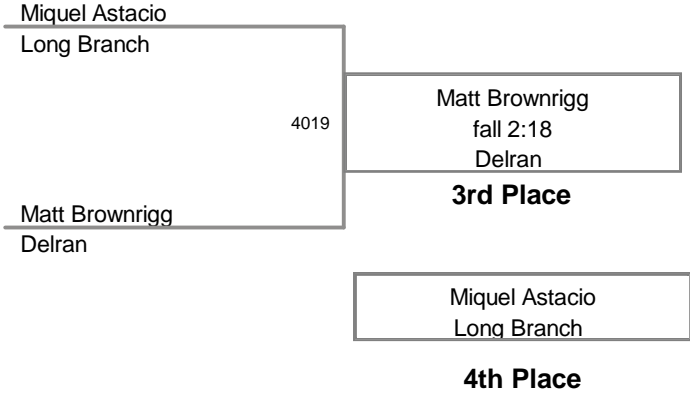 Miquel Astacio
Long Branch
4019
Matt Brownrigg
fall 2:18
Delran
3rd Place
Matt Brownrigg
Delran
Miquel Astacio
Long Branch
4th Place